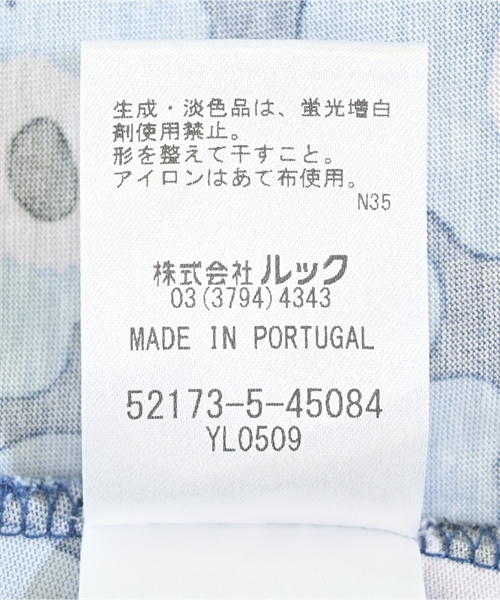 生成・淡色品は、蛍光増白
剤使用禁止。
形を整えて干すこと。
アイロンはあて布使用。
N35
株式会社 ルック
03(3794)4343
MADE IN PORTUGAL
52173-5-45084
YL0509